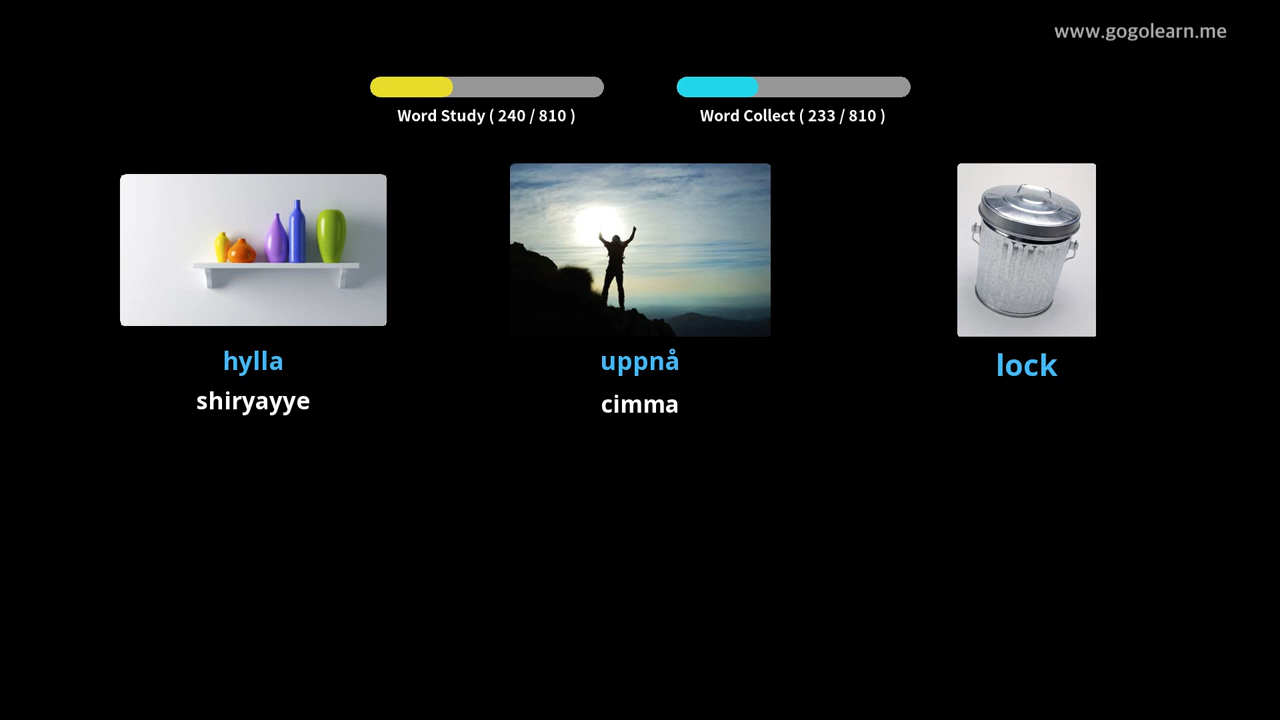 www.gogolearn.me
Word Study ( 240 / 810 )
Word Collect ( 233 / 810 )
hylla
uppnå
lock
shiryayye
cimma